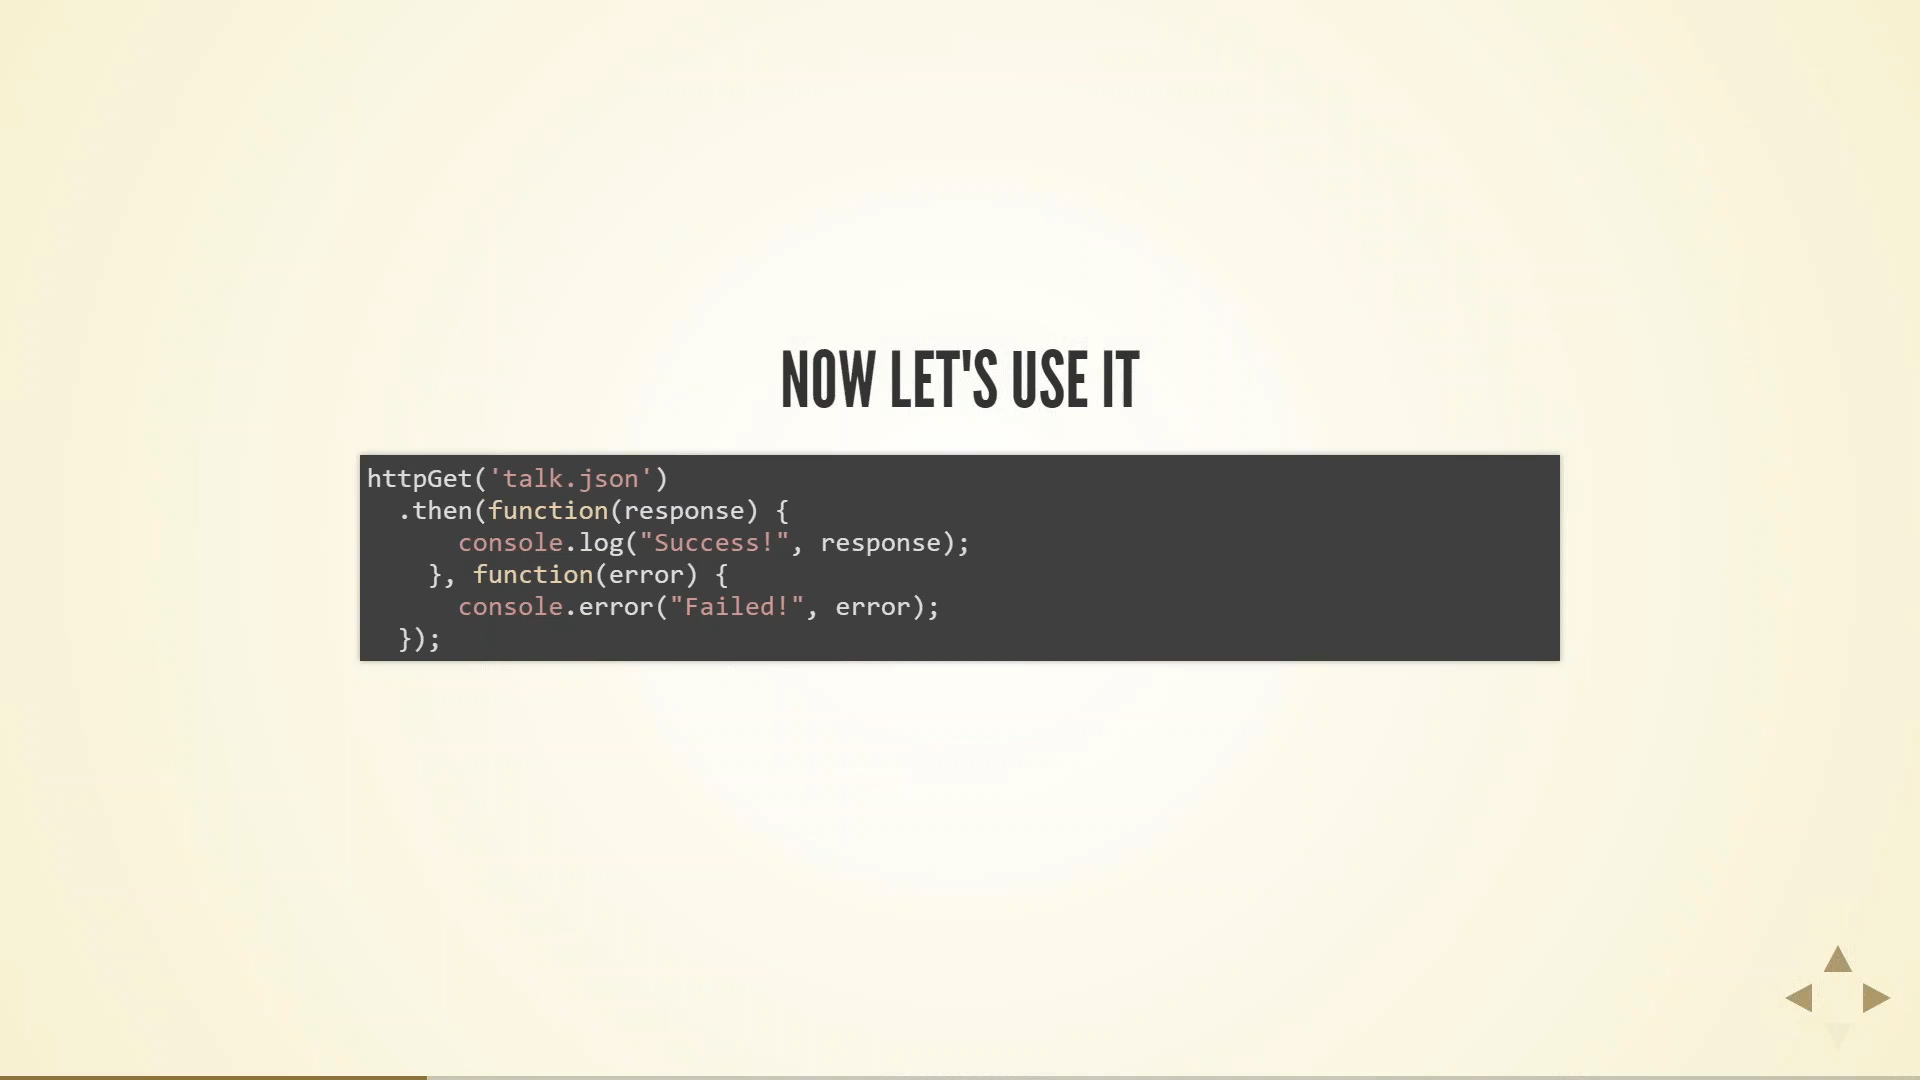 NOW LET'S USE IT
httpGet('talk.json')
  .then(function(response) {
      console.log("Success!", response);
    }, function(error) {
      console.error("Failed!", error);
  });